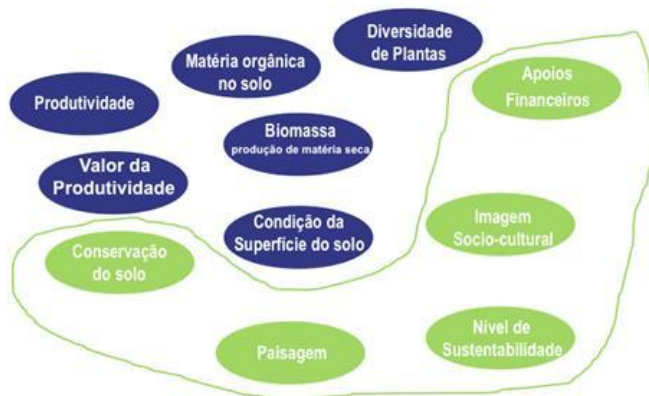 Diversidade
de Plantas
Matéria orgânica
no solo
Apoios
Financeiros
Produtividade
Biomassa
produção de matéria seca
Valor da
Produtividade
Condição da
Superfície do solo
Imagem
Socio-cultural
Conservação
do solo
Paisagem
Nível de
Sustentabilidade